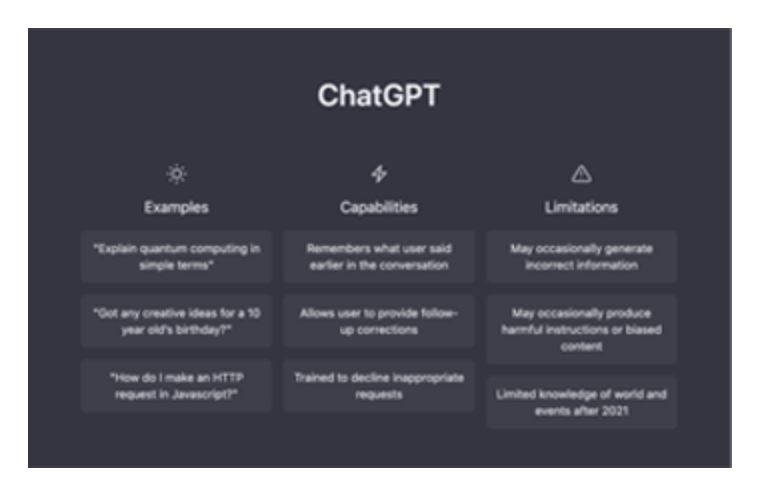 ChatGPT
Examples
"Explain quantum computing in
simple terms"
"Got any creative ideas for a 10
year old's birthday?"
"How do I make an HTTP
request in Javascript?"
Capabilities
Remembers what user said
earlier in the conversation
Allows user to provide follow-
up corrections
Trained to decline inappropriate
requests
Limitations
May occasionally generate
incorrect information
May occasionally produce
harmful instructions or biased
content
Limited knowledge of world and
events after 2021